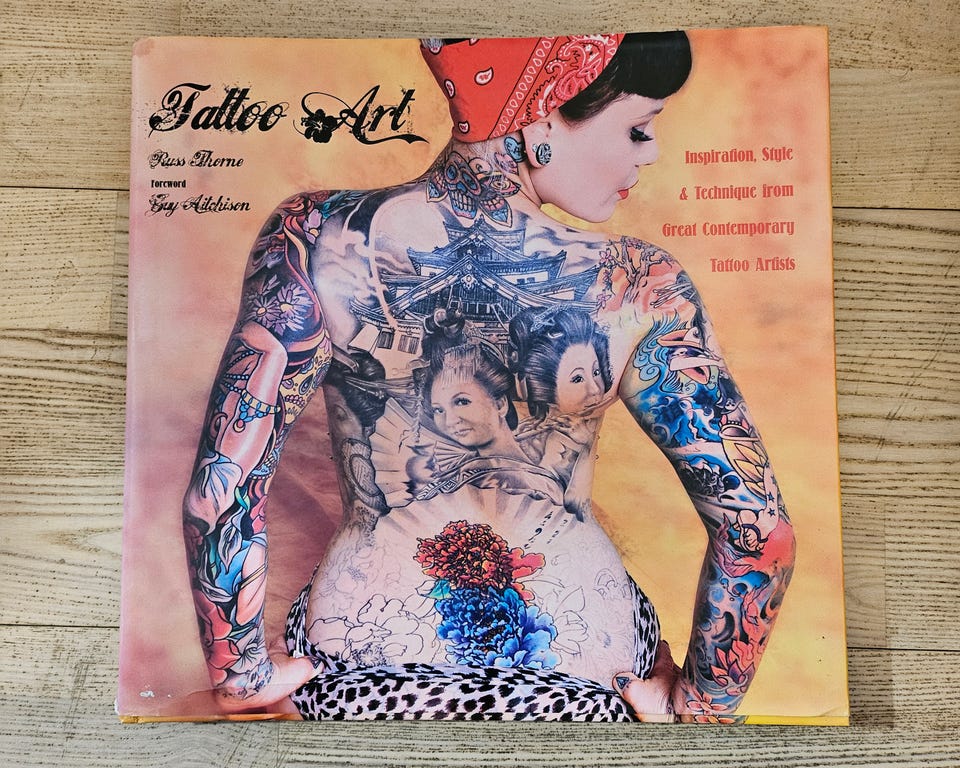 Tattoo Art
Russ Thorne
Foreword
Guy Aitchison
Inspiration, Style
& Technique from
Great Contemporary
Tattoo Artists